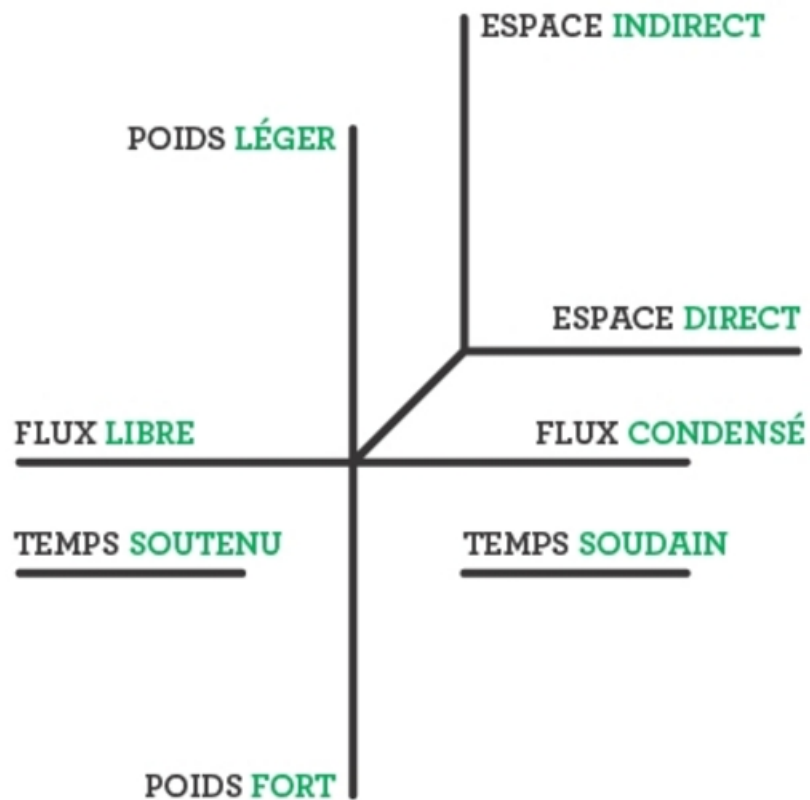 ESPACE INDIRECT
POIDS LÉGER
ESPACE DIRECT
FLUX LIBRE
FLUX CONDENSÉ
TEMPS SOUTENU
TEMPS SOUDAIN
POIDS FORT